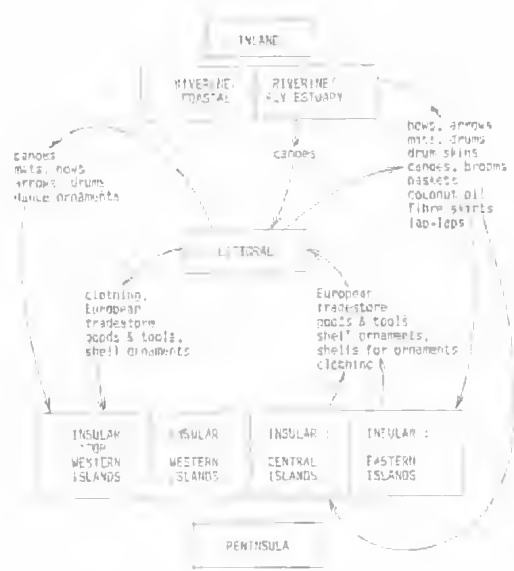 INLAND
RIVERINE:
COASTAL
RIVERINE:
FLY ESTUARY
canoes
mats, bows
arrows, drums
dance ornaments
canoes
bows, arrows
mats, drums
drum skins
canoes, brooms
baskets
coconut oil
fibre skirts
lap-laps
LITTORAL
clothing,
European
tradestore
goods & tools,
shell ornaments
European
tradestore
goods & tools
shell ornaments,
shells for ornaments
clothing
INSULAR
TOP
WESTERN
ISLANDS
INSULAR
WESTERN
ISLANDS
INSULAR :
CENTRAL
ISLANDS
INSULAR :
EASTERN
ISLANDS
PENINSULA